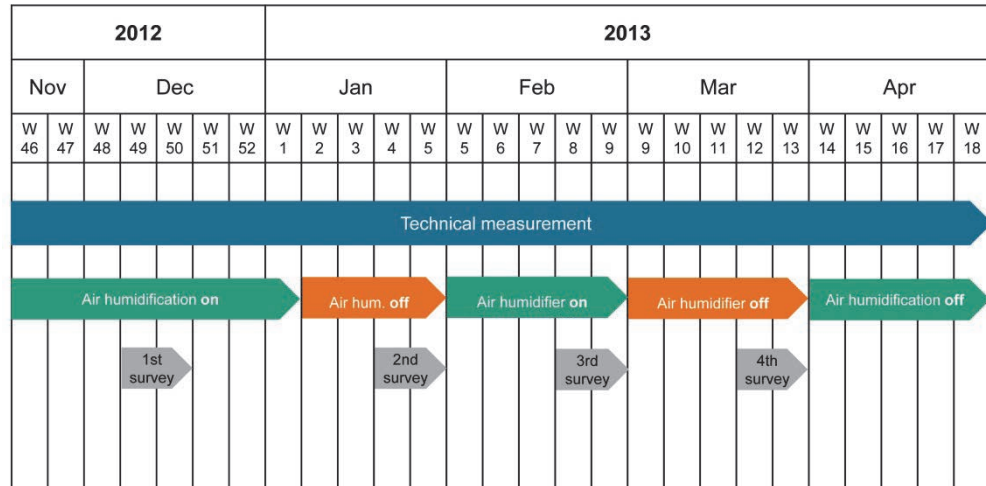 2012 2013
Nov Dec Jan Feb Mar Apr
W W W W W W W W W W W W W W W W W W W W W W W W W W W
46 47 48 49 50 51 52 1 2 3 4 5 5 6 7 8 9 9 10 11 12 13 14 15 16 17 18
Technical measurement
Air humidification on Air hum. off Air humidifier on Air humidifier off Air humidification off
1st 2nd 3rd 4th
survey survey survey survey